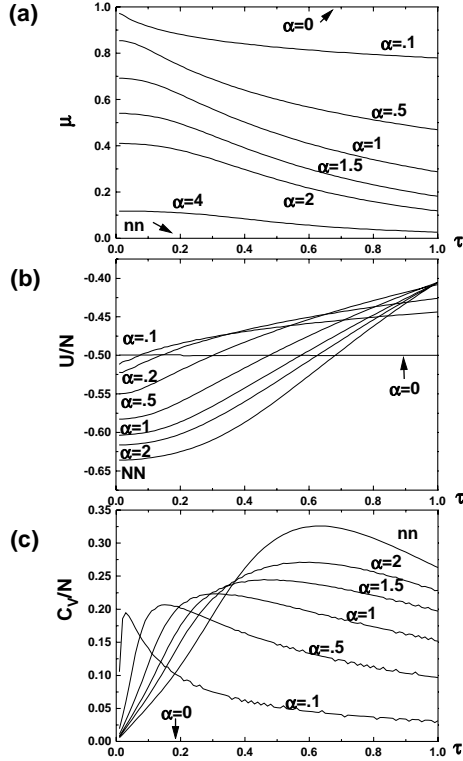 (a)
1.0
0.8
0.6
0.4
0.2
0.0
μ
α=0
α=.1
α=.5
α=1
α=1.5
α=2
α=4
nn
0.0 0.2 0.4 0.6 0.8 1.0 τ
(b)
-0.40
-0.45
-0.50
-0.55
-0.60
-0.65
U/N
α=.1
α=.2
α=.5
α=1
α=2
NN
α=0
0.0 0.2 0.4 0.6 0.8 1.0 τ
(c)
0.35
0.30
0.25
0.20
0.15
0.10
0.05
0.00
CV/N
nn
α=2
α=1.5
α=1
α=.5
α=.1
α=0
0.0 0.2 0.4 0.6 0.8 1.0 τ